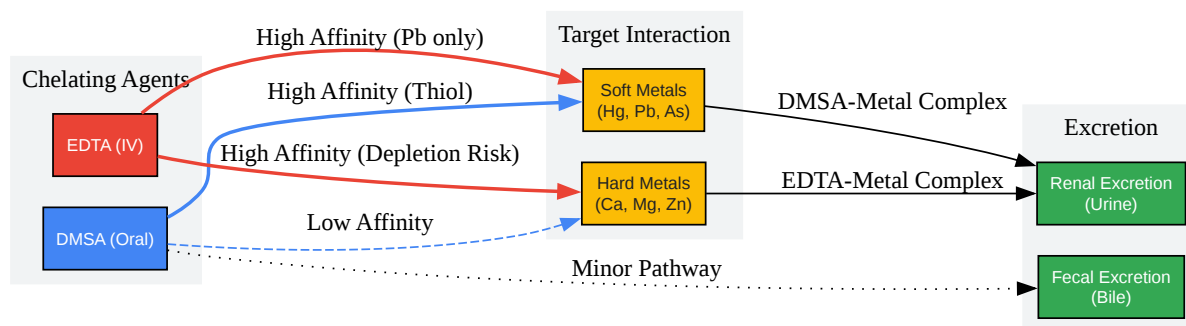 Chelating Agents
EDTA (IV)
DMSA (Oral)
High Affinity (Pb only)
High Affinity (Thiol)
High Affinity (Depletion Risk)
Low Affinity
Minor Pathway
Target Interaction
Soft Metals
(Hg, Pb, As)
Hard Metals
(Ca, Mg, Zn)
DMSA-Metal Complex
EDTA-Metal Complex
Excretion
Renal Excretion
(Urine)
Fecal Excretion
(Bile)